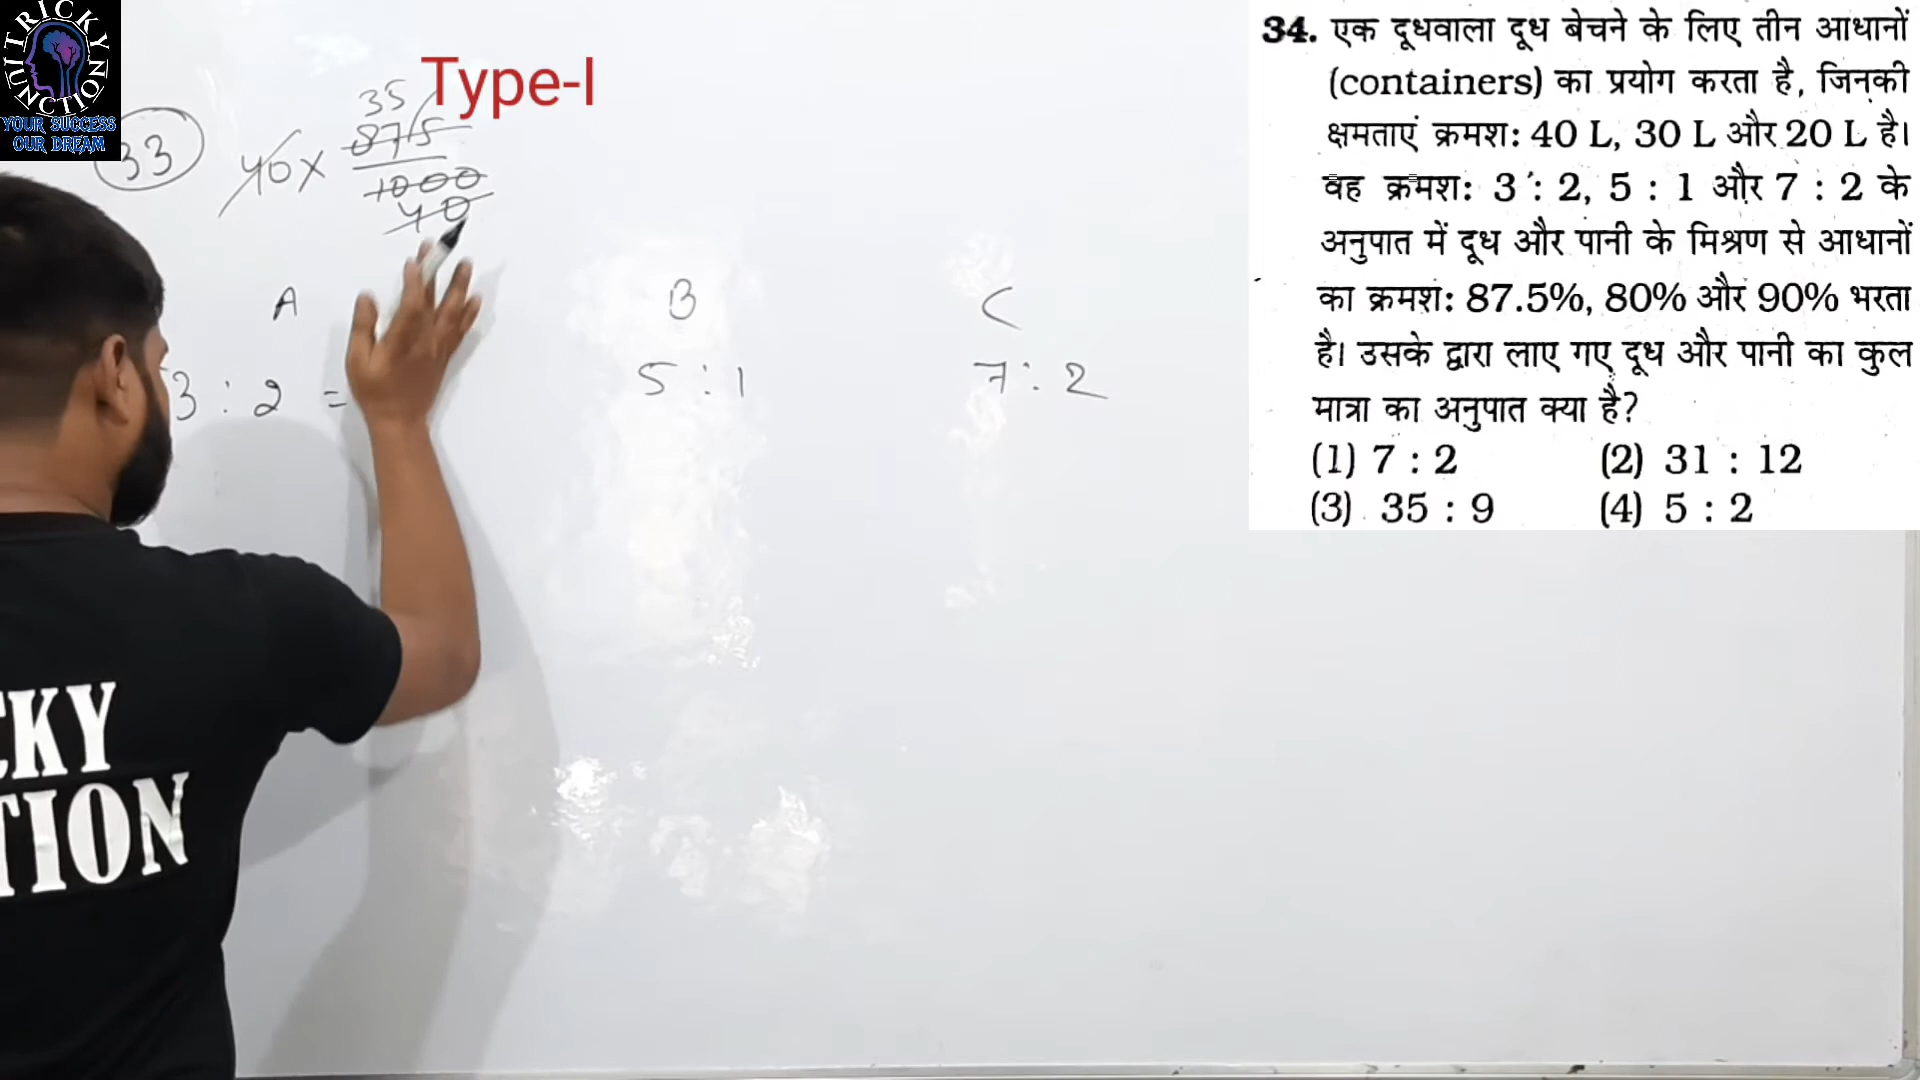 TRICKY
JUNCTION
YOUR SUCCESS
OUR DREAM
Type-I
33
35
40 x 875
1000
40
A
B
C
3 : 2 =
5 : 1
7 : 2
34. एक दूधवाला दूध बेचने के लिए तीन आधानों
(containers) का प्रयोग करता है, जिनकी
क्षमताएं क्रमश: 40 L, 30 L और 20 L है।
वह क्रमश: 3 : 2, 5 : 1 और 7 : 2 के
अनुपात में दूध और पानी के मिश्रण से आधानों
का क्रमश: 87.5%, 80% और 90% भरता
है। उसके द्वारा लाए गए दूध और पानी का कुल
मात्रा का अनुपात क्या है?
(1) 7 : 2 (2) 31 : 12
(3) 35 : 9 (4) 5 : 2
CKY
TION